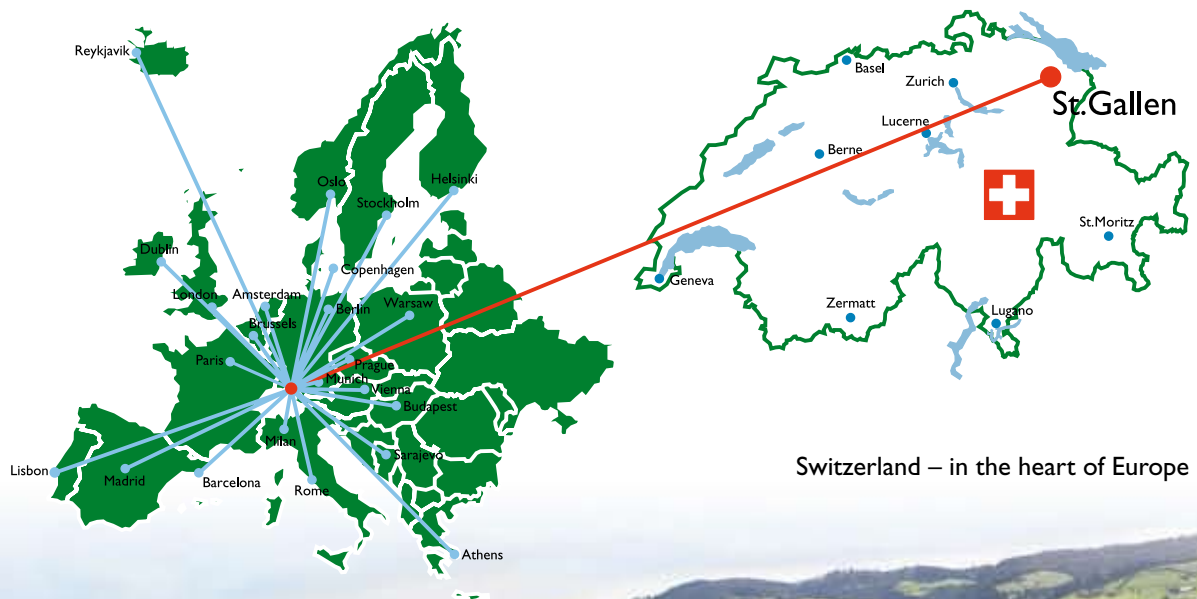 Reykjavik
Oslo
Helsinki
Stockholm
Dublin
Copenhagen
London
Amsterdam
Berlin
Warsaw
Brussels
Paris
Prague
Munich
Vienna
Budapest
Milan
Sarajevo
Lisbon
Madrid
Barcelona
Rome
Athens
Basel
Zurich
St.Gallen
Lucerne
Berne
St.Moritz
Geneva
Zermatt
Lugano
Switzerland – in the heart of Europe